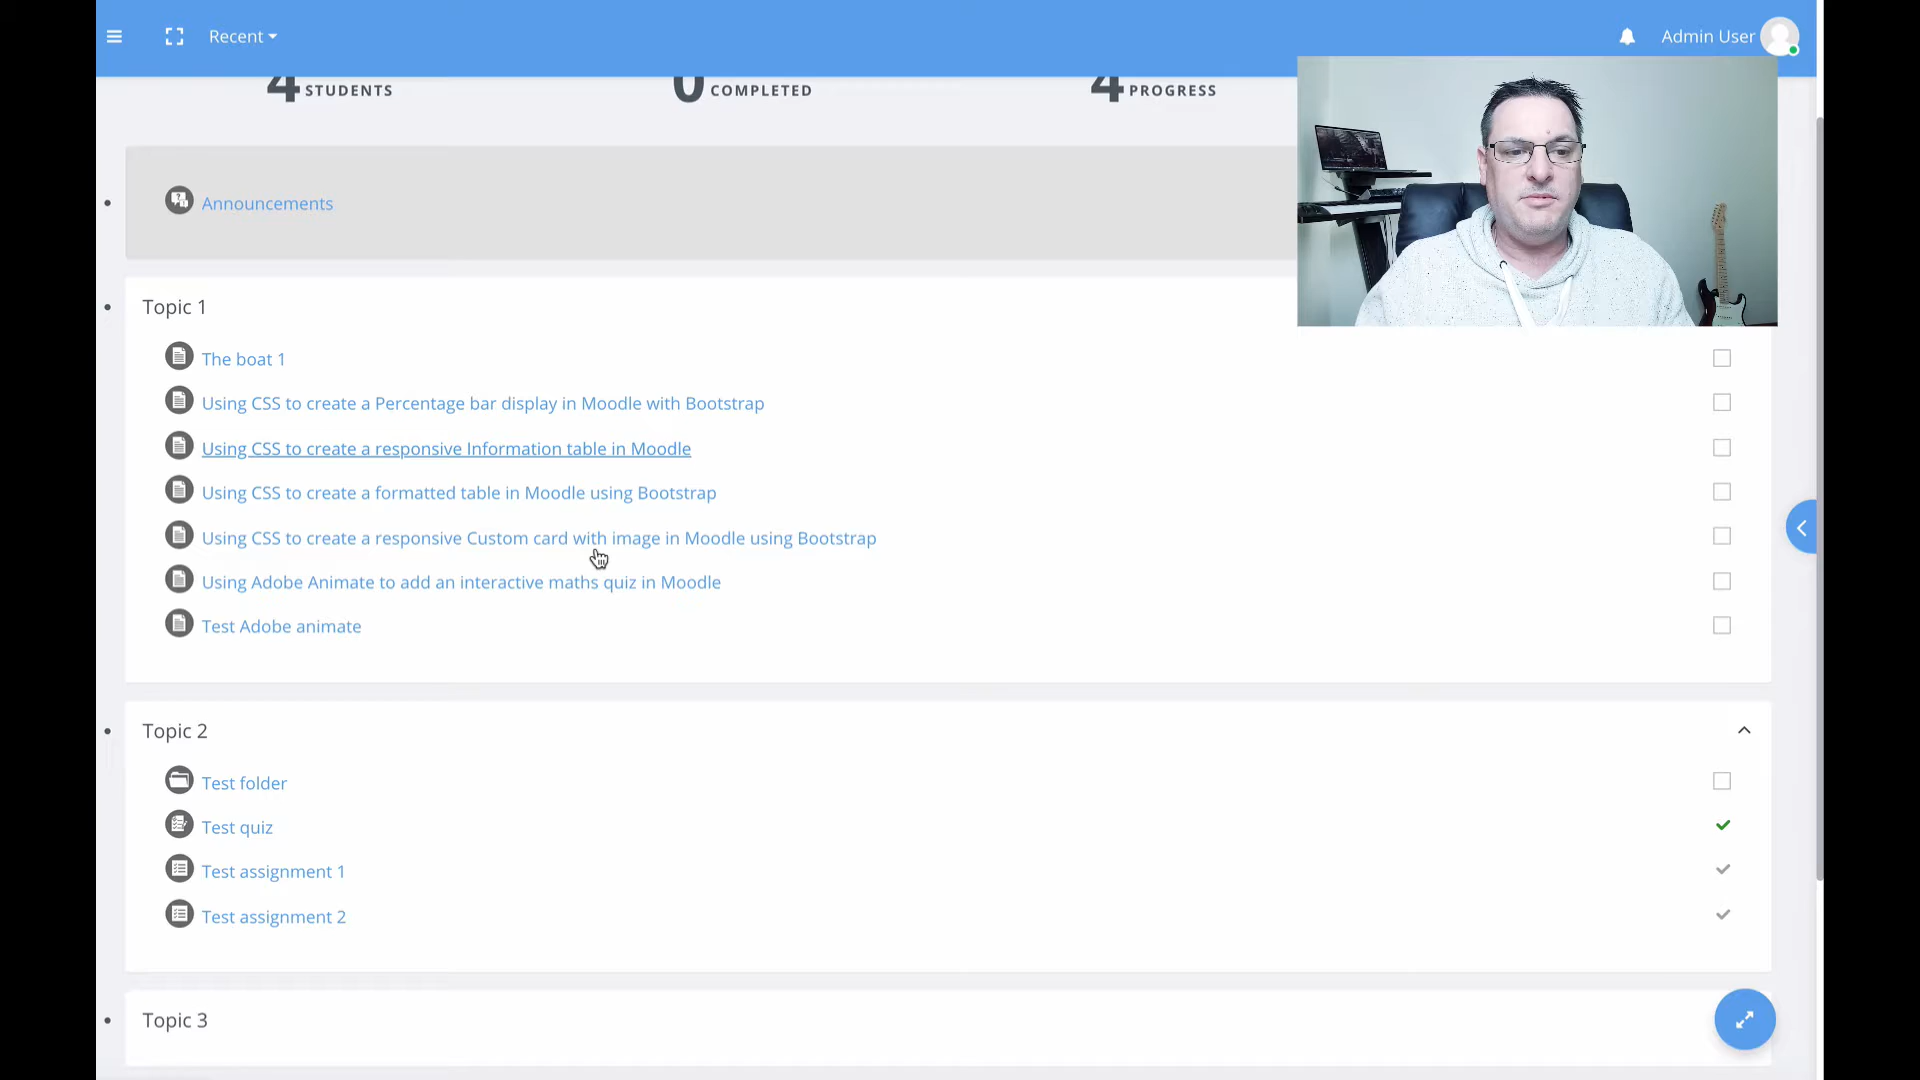 Recent
Admin User
4 STUDENTS
0 COMPLETED
4 PROGRESS
Announcements
Topic 1
The boat 1
Using CSS to create a Percentage bar display in Moodle with Bootstrap
Using CSS to create a responsive Information table in Moodle
Using CSS to create a formatted table in Moodle using Bootstrap
Using CSS to create a responsive Custom card with image in Moodle using Bootstrap
Using Adobe Animate to add an interactive maths quiz in Moodle
Test Adobe animate
Topic 2
Test folder
Test quiz
Test assignment 1
Test assignment 2
Topic 3